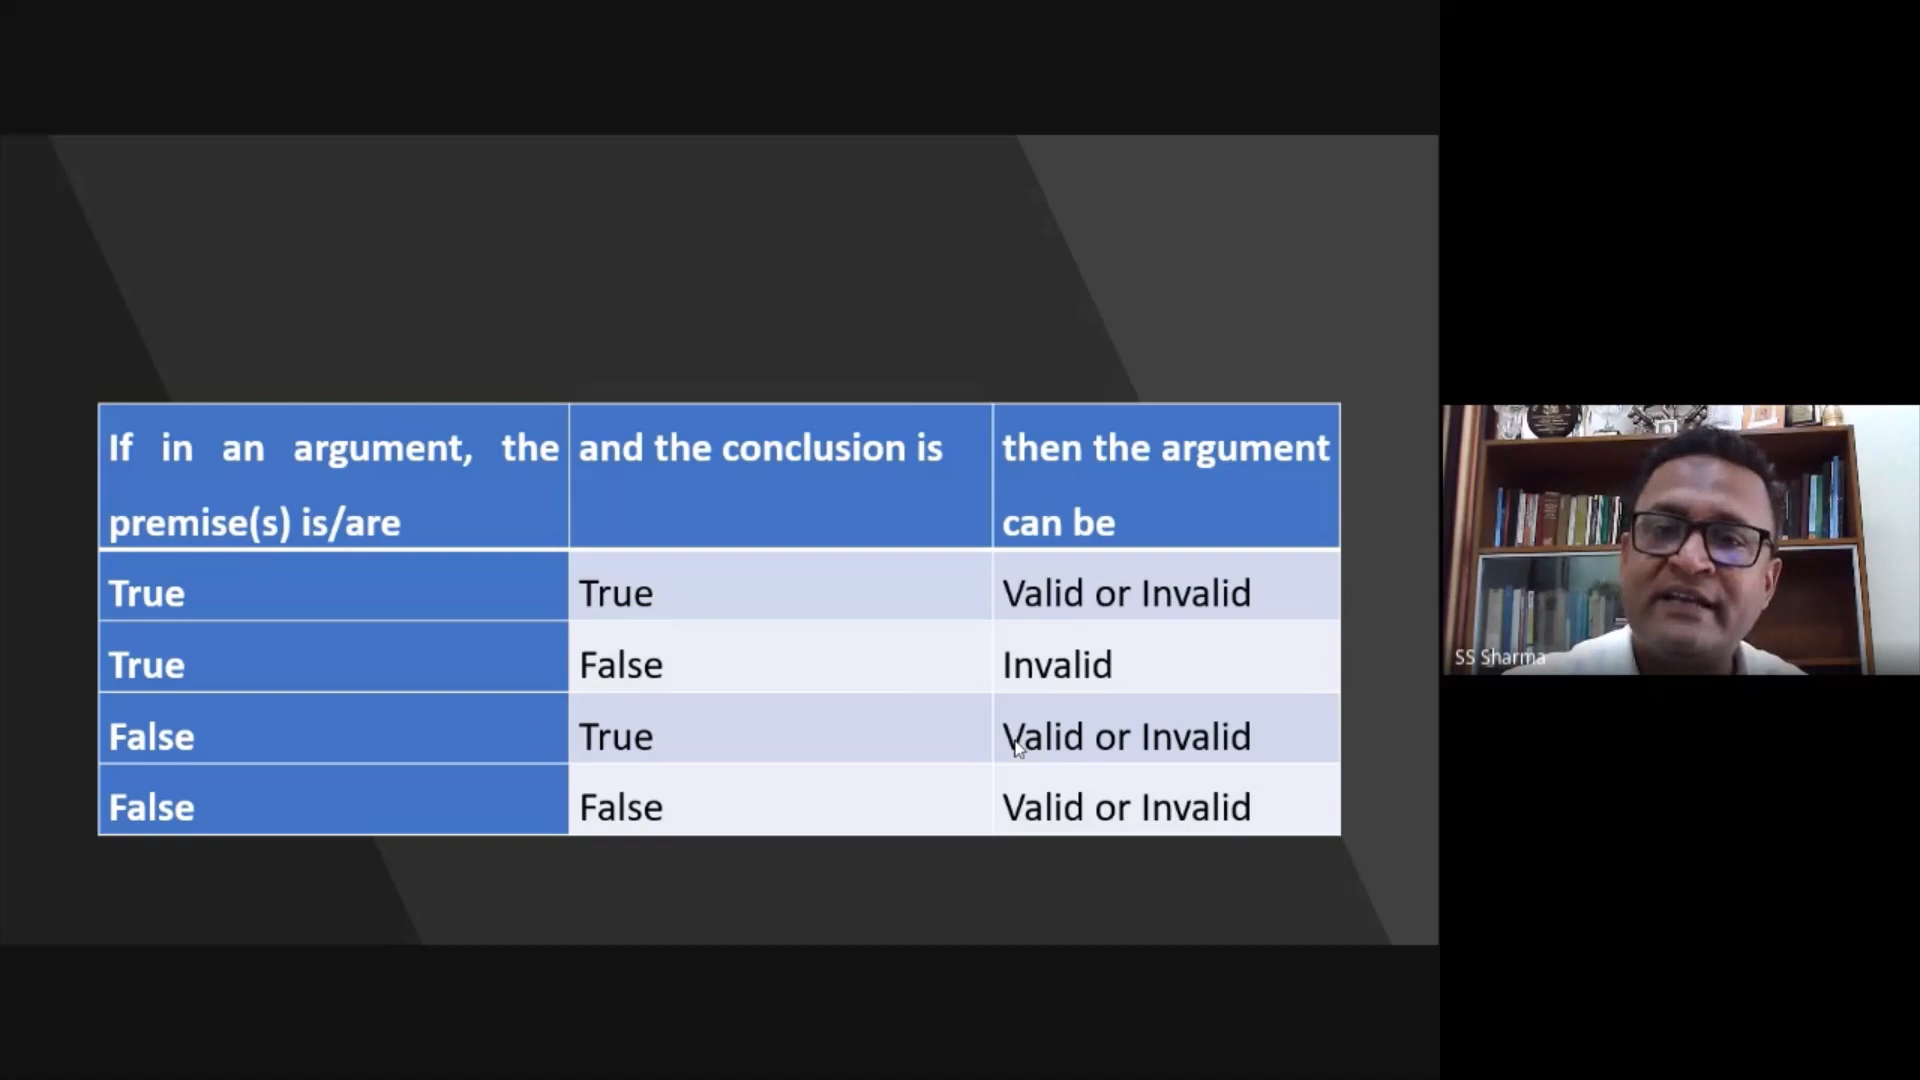 If in an argument, the
premise(s) is/are
and the conclusion is
then the argument
can be
True
True
Valid or Invalid
True
False
Invalid
False
True
Valid or Invalid
False
False
Valid or Invalid
SS Sharma